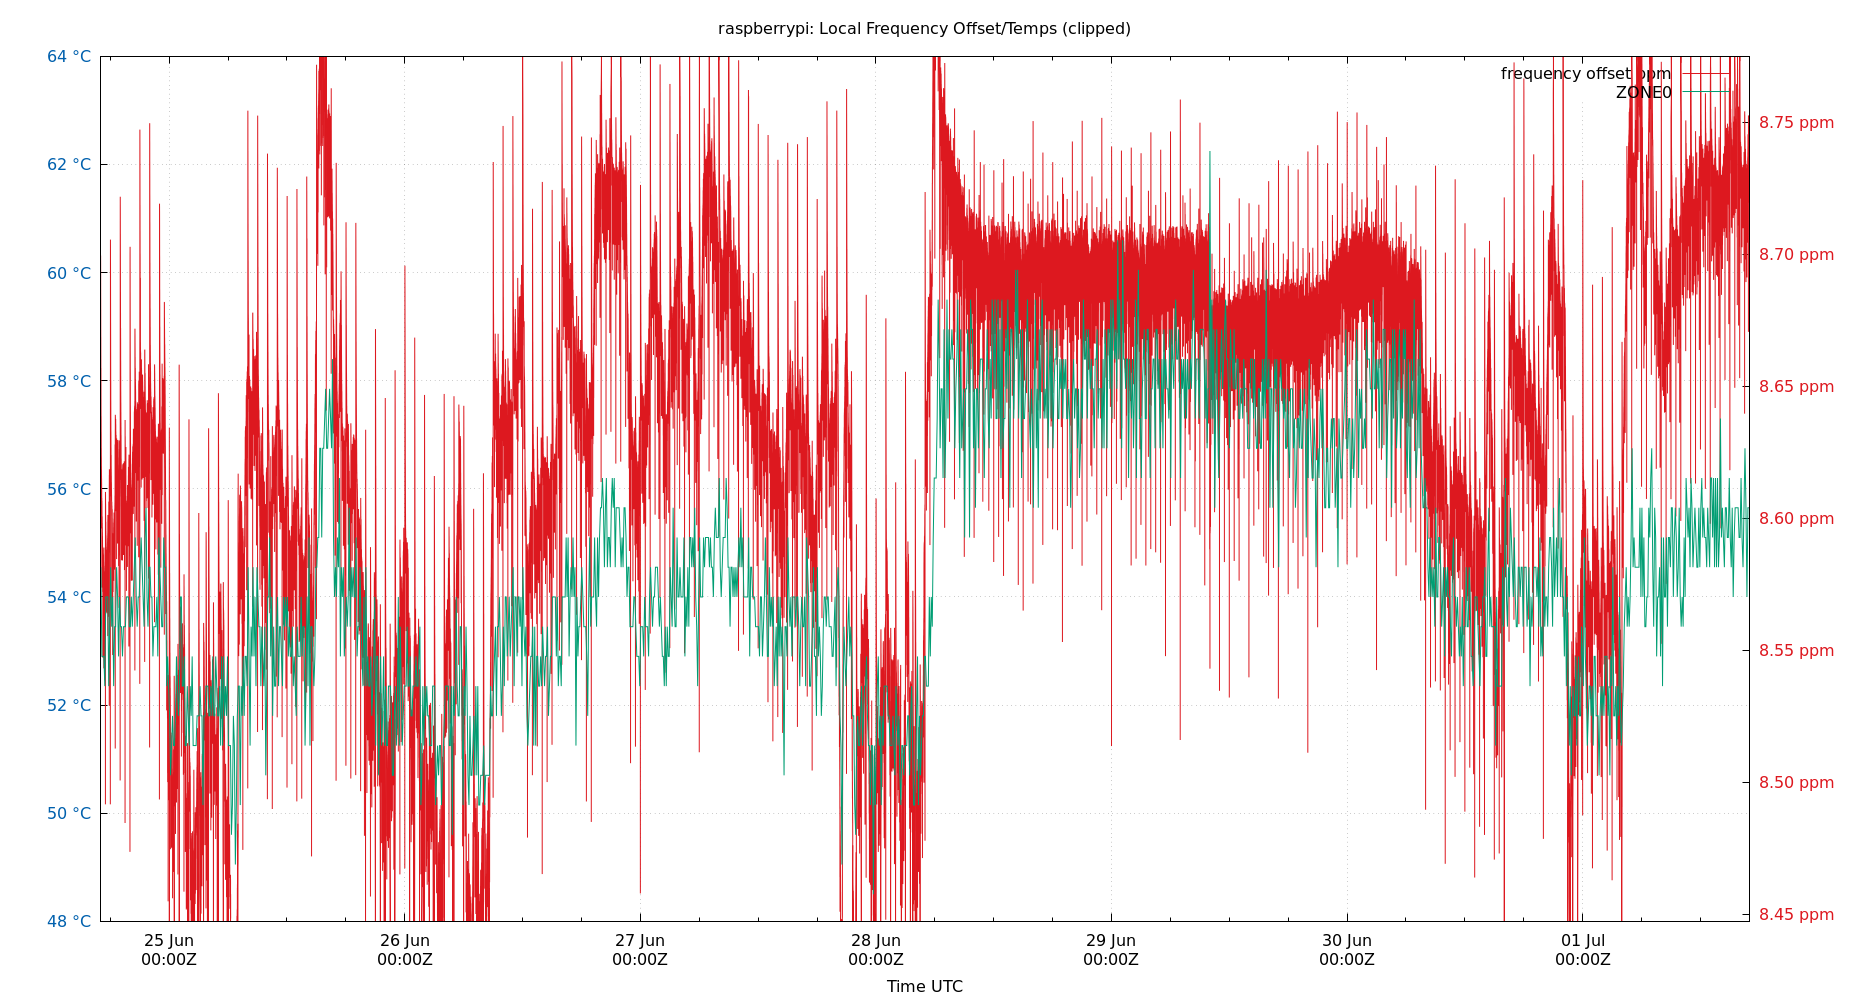 raspberrypi: Local Frequency Offset/Temps (clipped)
64 °C
62 °C
60 °C
58 °C
56 °C
54 °C
52 °C
50 °C
48 °C
frequency offset ppm
ZONE0
8.75 ppm
8.70 ppm
8.65 ppm
8.60 ppm
8.55 ppm
8.50 ppm
8.45 ppm
25 Jun
00:00Z
26 Jun
00:00Z
27 Jun
00:00Z
28 Jun
00:00Z
29 Jun
00:00Z
30 Jun
00:00Z
01 Jul
00:00Z
Time UTC